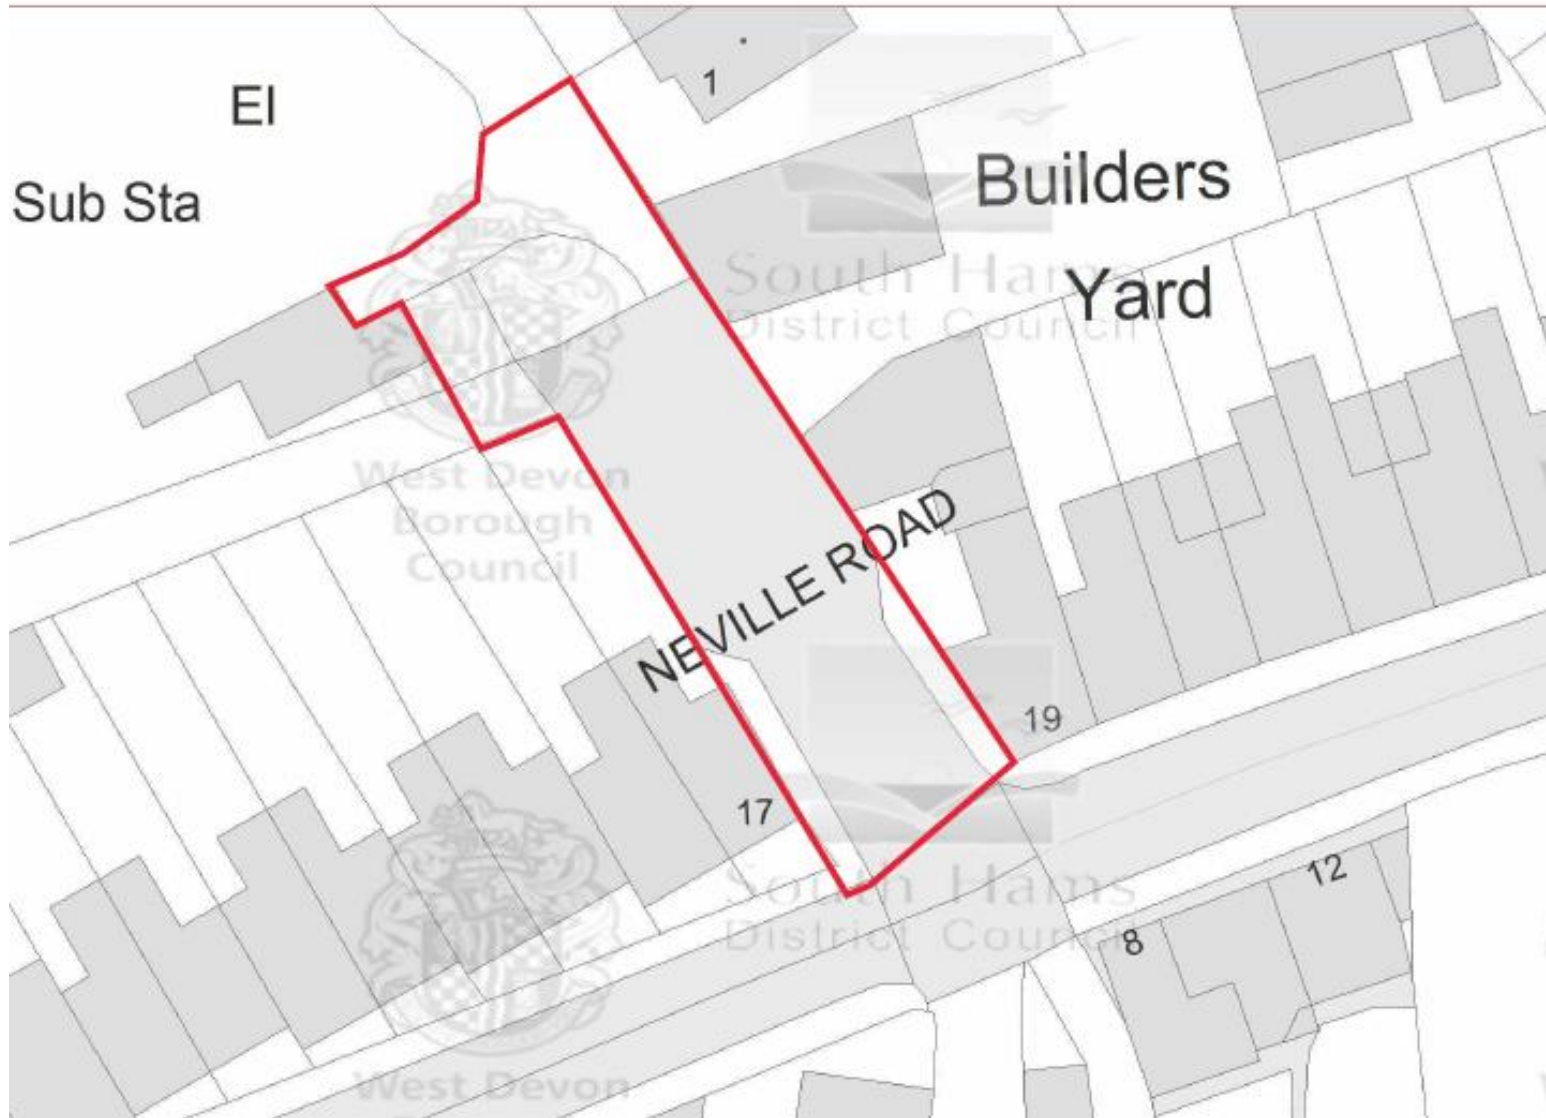 El
Sub Sta
1
Builders
Yard
South Hams
District Council
West Devon
Borough
Council
NEVILLE ROAD
19
17
12
8
South Hams
District Council
West Devon